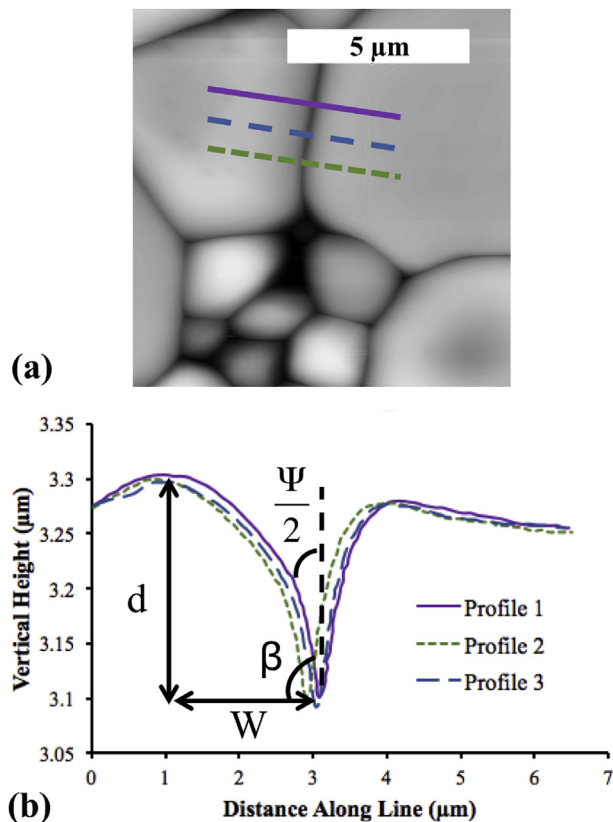 5 µm
(a)
3.35
3.3
3.25
3.2
3.15
3.1
3.05
Vertical Height (µm)
Ψ
2
d
β
W
Profile 1
Profile 2
Profile 3
0 1 2 3 4 5 6 7
Distance Along Line (µm)
(b)